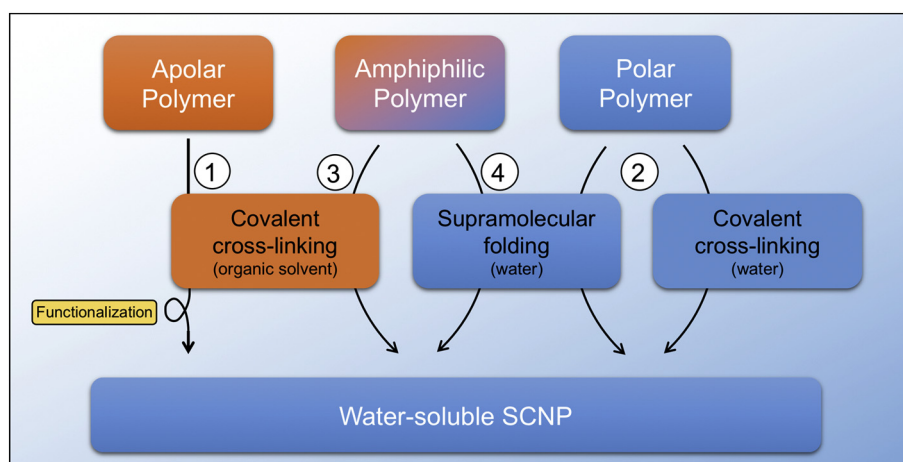 Apolar
Polymer
Amphiphilic
Polymer
Polar
Polymer
1
3
4
2
Covalent
cross-linking
(organic solvent)
Supramolecular
folding
(water)
Covalent
cross-linking
(water)
Functionalization
Water-soluble SCNP